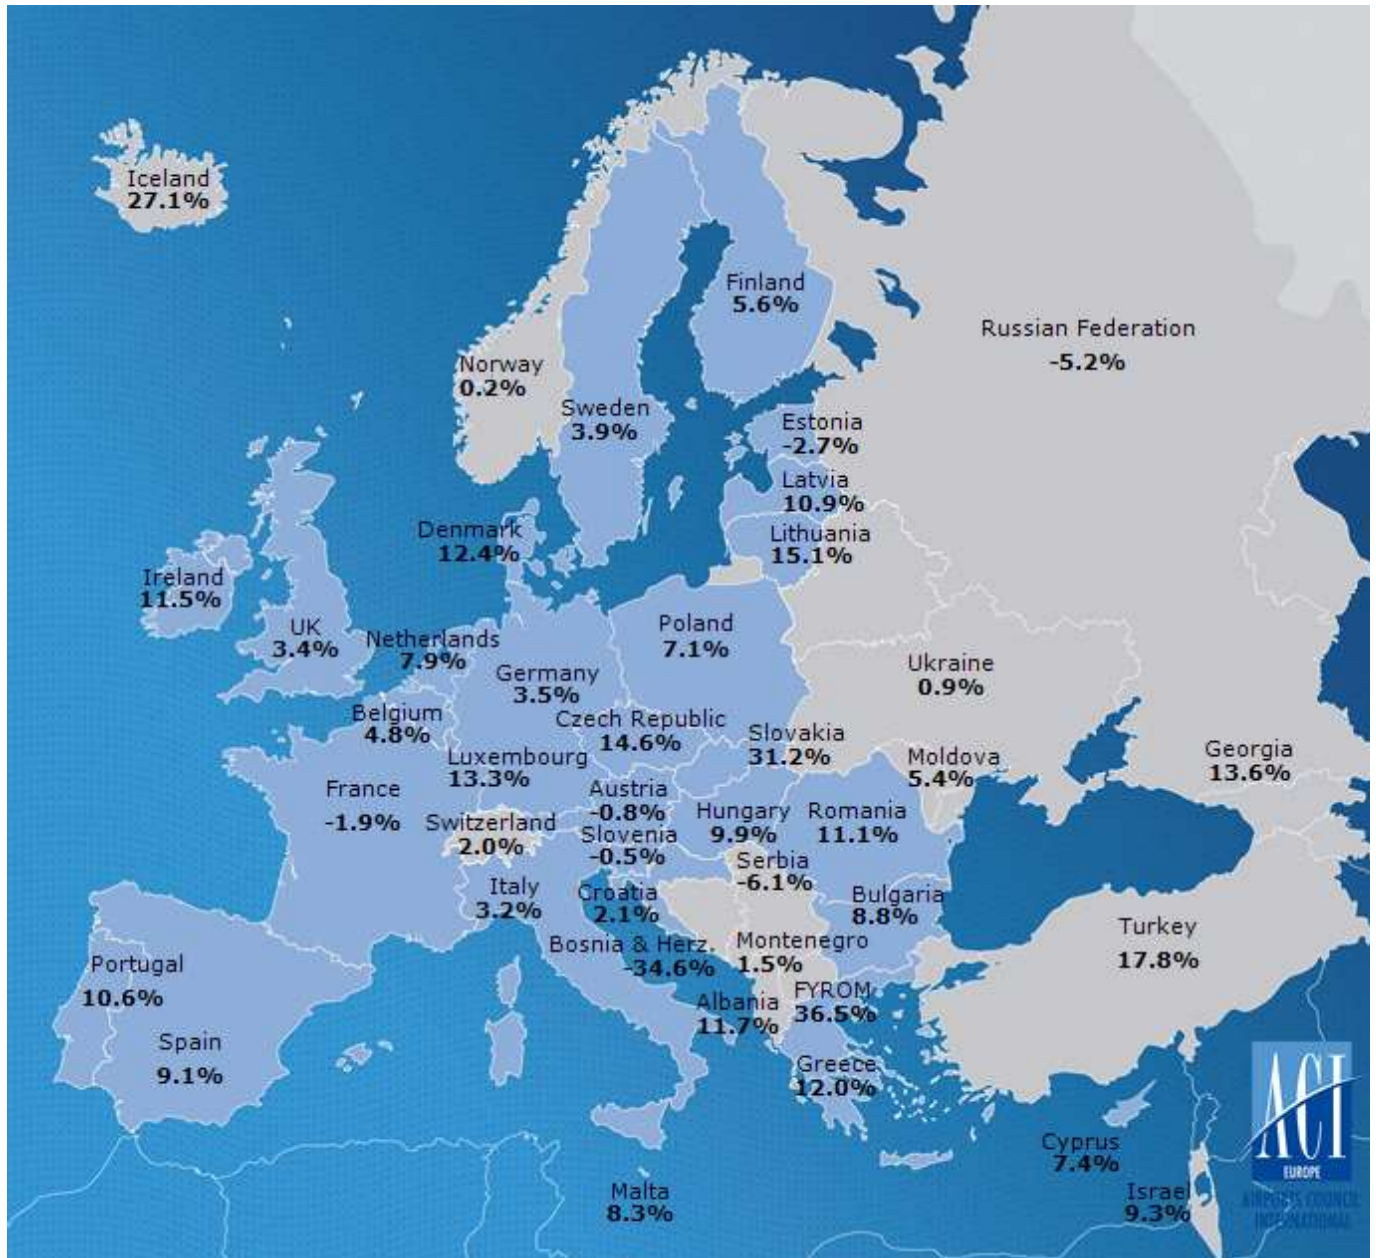 Iceland
27.1%
Finland
5.6%
Russian Federation
-5.2%
Norway
0.2%
Sweden
3.9%
Estonia
-2.7%
Latvia
10.9%
Denmark
12.4%
Lithuania
15.1%
Ireland
11.5%
UK
3.4%
Netherlands
7.9%
Poland
7.1%
Germany
3.5%
Ukraine
0.9%
Belgium
4.8%
Czech Republic
14.6%
Slovakia
31.2%
Luxembourg
13.3%
Moldova
5.4%
Georgia
13.6%
France
-1.9%
Austria
-0.8%
Hungary
9.9%
Romania
11.1%
Switzerland
2.0%
Slovenia
-0.5%
Serbia
-6.1%
Italy
3.2%
Croatia
2.1%
Bulgaria
8.8%
Turkey
17.8%
Bosnia & Herz.
-34.6%
Montenegro
1.5%
Portugal
10.6%
Albania
11.7%
FYROM
36.5%
Spain
9.1%
Greece
12.0%
Cyprus
7.4%
Malta
8.3%
Israel
9.3%
ACI
EUROPE
AIRPORTS COUNCIL
INTERNATIONAL